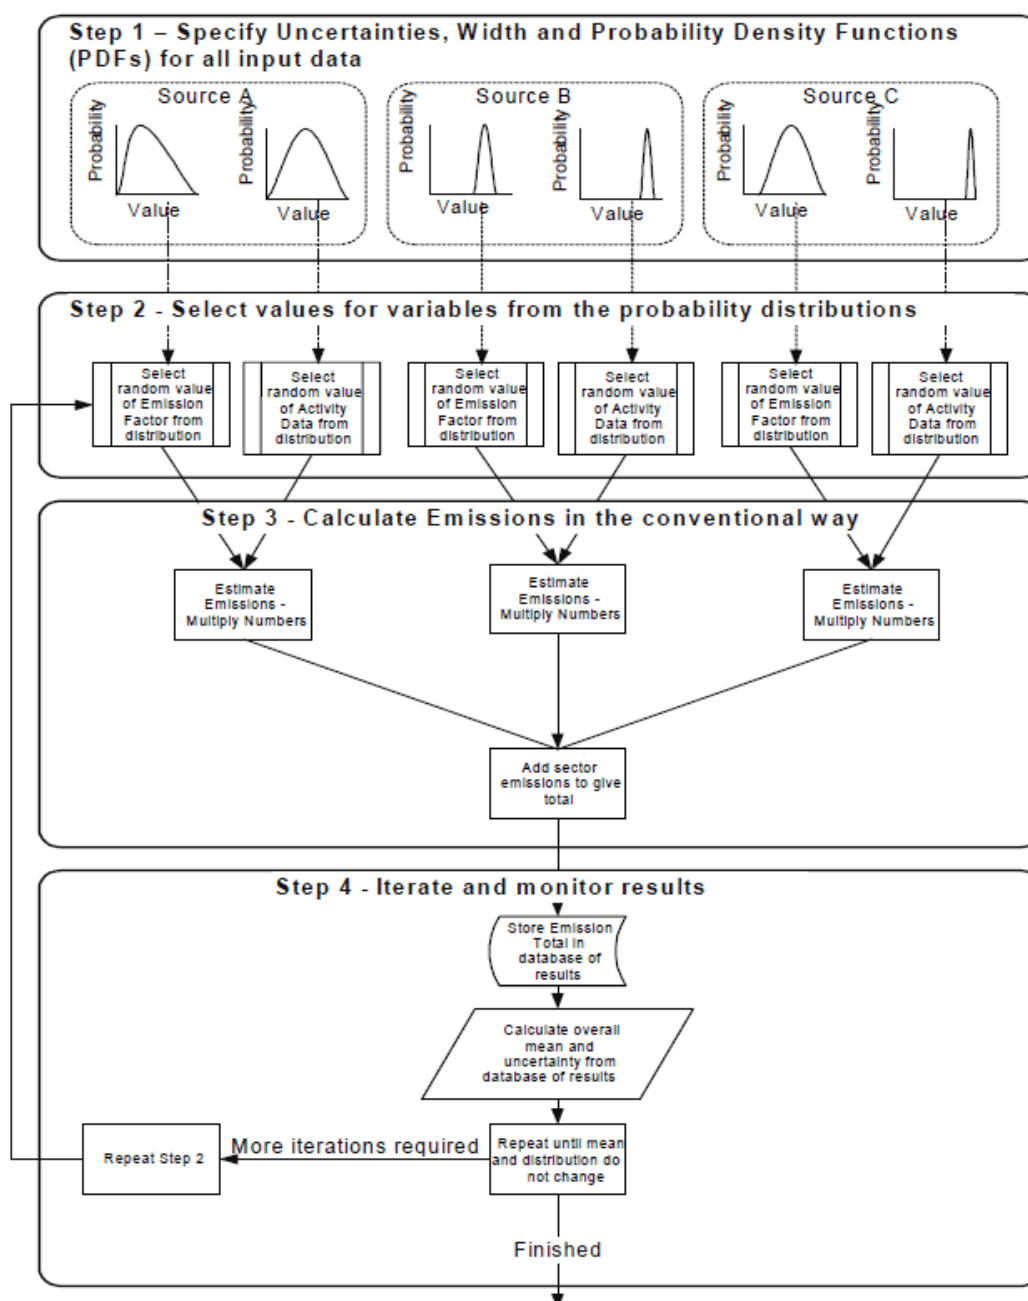 Step 1 – Specify Uncertainties, Width and Probability Density Functions
(PDFs) for all input data
Source A
Source B
Source C
Probability
Probability
Probability
Probability
Probability
Probability
Value
Value
Value
Value
Value
Value
Step 2 - Select values for variables from the probability distributions
Select
random value
of Emission
Factor from
distribution
Select
random value
of Activity
Data from
distribution
Select
random value
of Emission
Factor from
distribution
Select
random value
of Activity
Data from
distribution
Select
random value
of Emission
Factor from
distribution
Select
random value
of Activity
Data from
distribution
Step 3 - Calculate Emissions in the conventional way
Estimate
Emissions -
Multiply Numbers
Estimate
Emissions -
Multiply Numbers
Estimate
Emissions -
Multiply Numbers
Add sector
emissions to give
total
Step 4 - Iterate and monitor results
Store Emission
Total in
database of
results
Calculate overall
mean and
uncertainty from
database of results
Repeat until mean
and distribution do
not change
More iterations required
Repeat Step 2
Finished